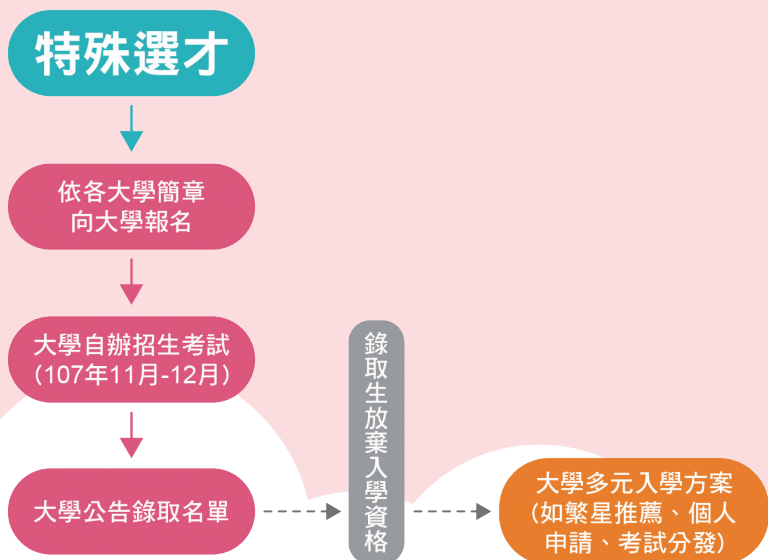 特殊選才
依各大學簡章
向大學報名
大學自辦招生考試
（107年11月-12月）
大學公告錄取名單
錄取生放棄入學資格
大學多元入學方案
（如繁星推薦、個人
申請、考試分發）